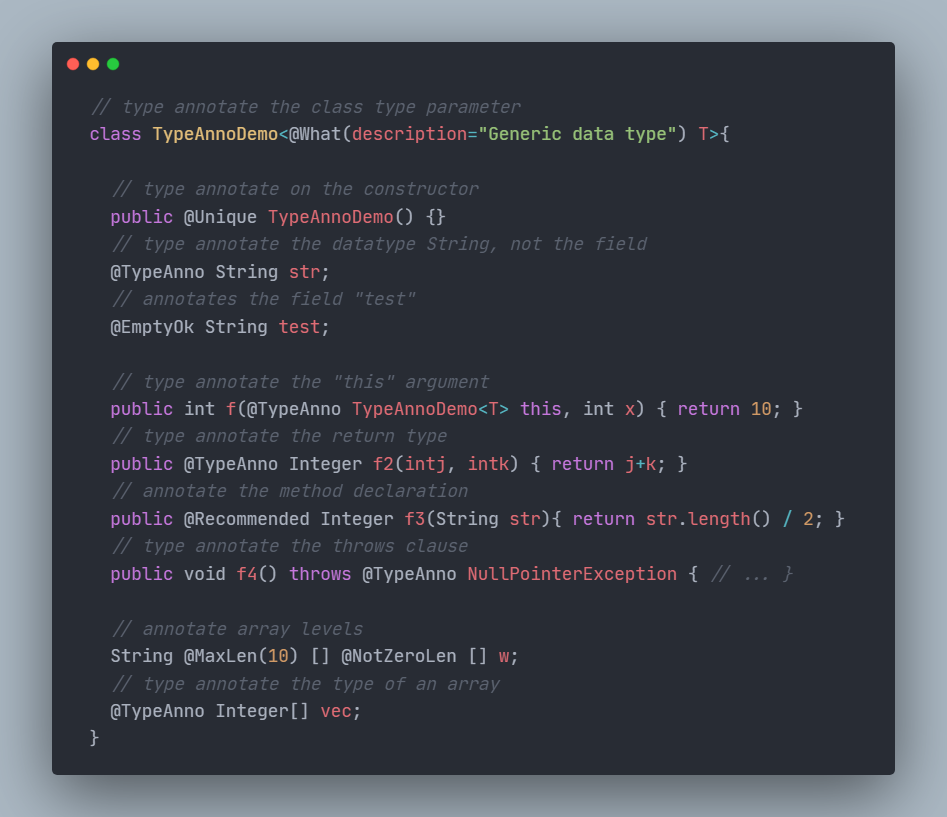 // type annotate the class type parameter
class TypeAnnoDemo<@What(description="Generic data type") T>{
// type annotate on the constructor
public @Unique TypeAnnoDemo() {}
// type annotate the datatype String, not the field
@TypeAnno String str;
// annotates the field "test"
@EmptyOk String test;
// type annotate the "this" argument
public int f(@TypeAnno TypeAnnoDemo<T> this, int x) { return 10; }
// type annotate the return type
public @TypeAnno Integer f2(intj, intk) { return j+k; }
// annotate the method declaration
public @Recommended Integer f3(String str){ return str.length() / 2; }
// type annotate the throws clause
public void f4() throws @TypeAnno NullPointerException { // ... }
// annotate array levels
String @MaxLen(10) [] @NotZeroLen [] w;
// type annotate the type of an array
@TypeAnno Integer[] vec;
}